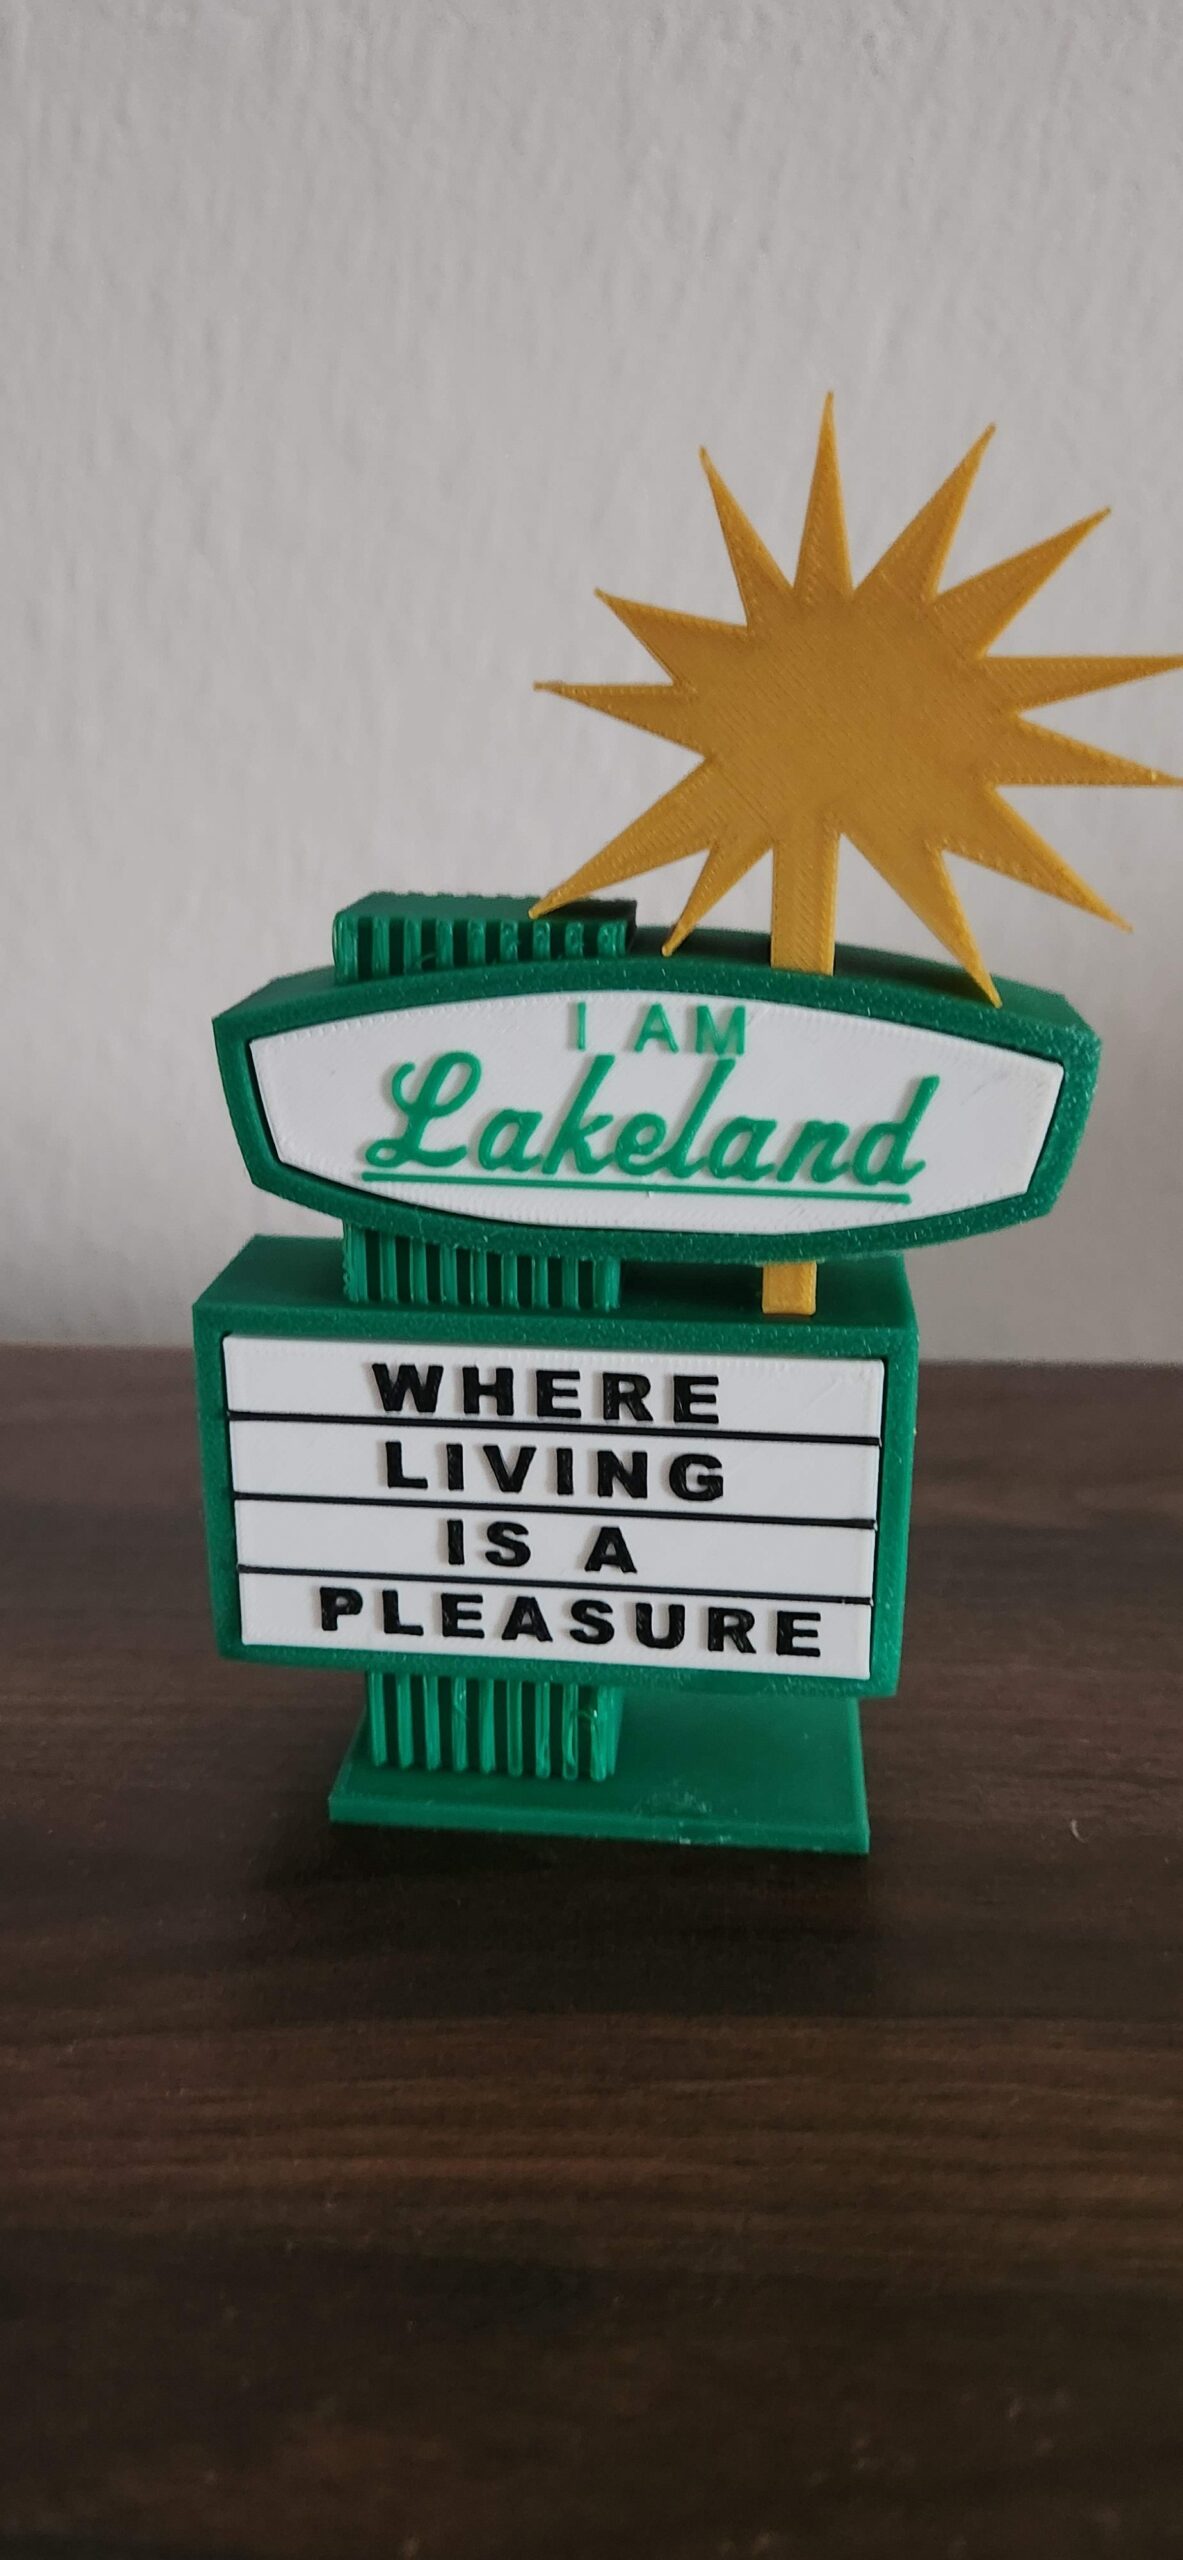 I AM
Lakeland
WHERE
LIVING
IS A
PLEASURE